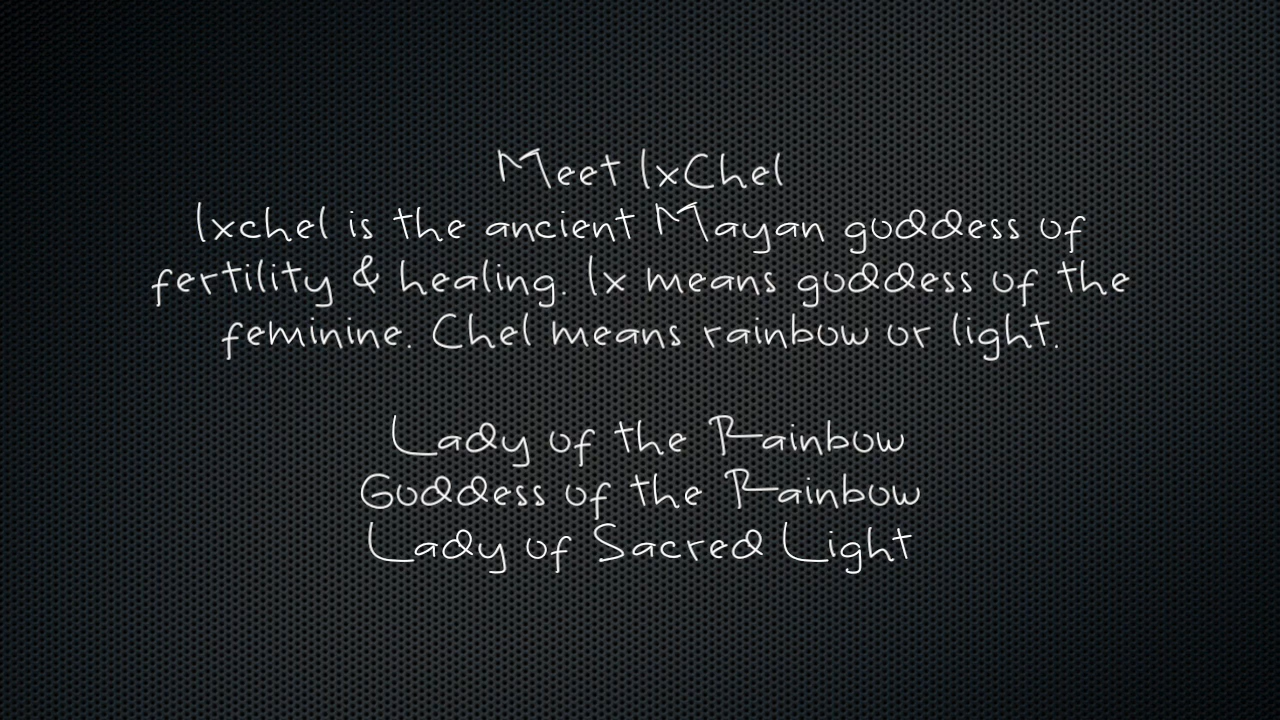 Meet IxChel
Ixchel is the ancient Mayan goddess of
fertility & healing. Ix means goddess of the
feminine. Chel means rainbow or light.
Lady of the Rainbow
Goddess of the Rainbow
Lady of Sacred Light